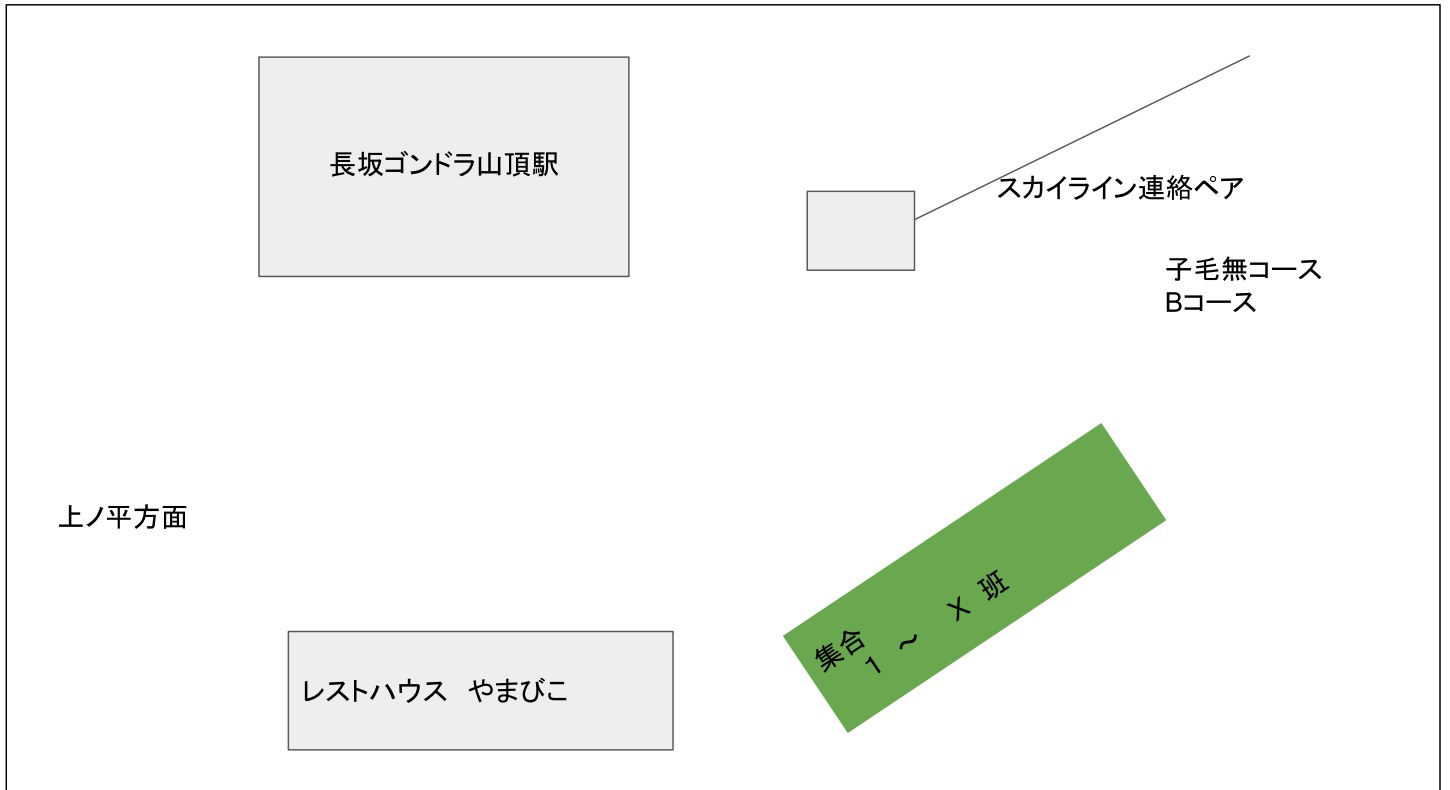 長坂ゴンドラ山頂駅
スカイライン連絡ペア
子毛無コース
Bコース
上ノ平方面
集合
1 ～ X 班
レストハウス やまびこ